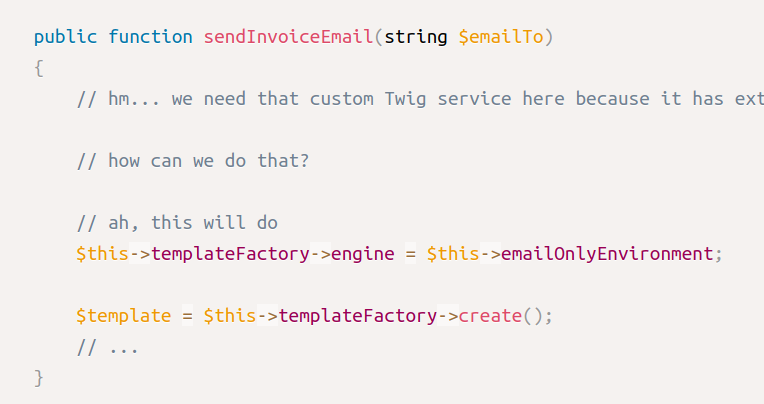 public function sendInvoiceEmail(string $emailTo)
{
// hm... we need that custom Twig service here because it has ext
// how can we do that?
// ah, this will do
$this->templateFactory->engine = $this->emailOnlyEnvironment;
$template = $this->templateFactory->create();
// ...
}